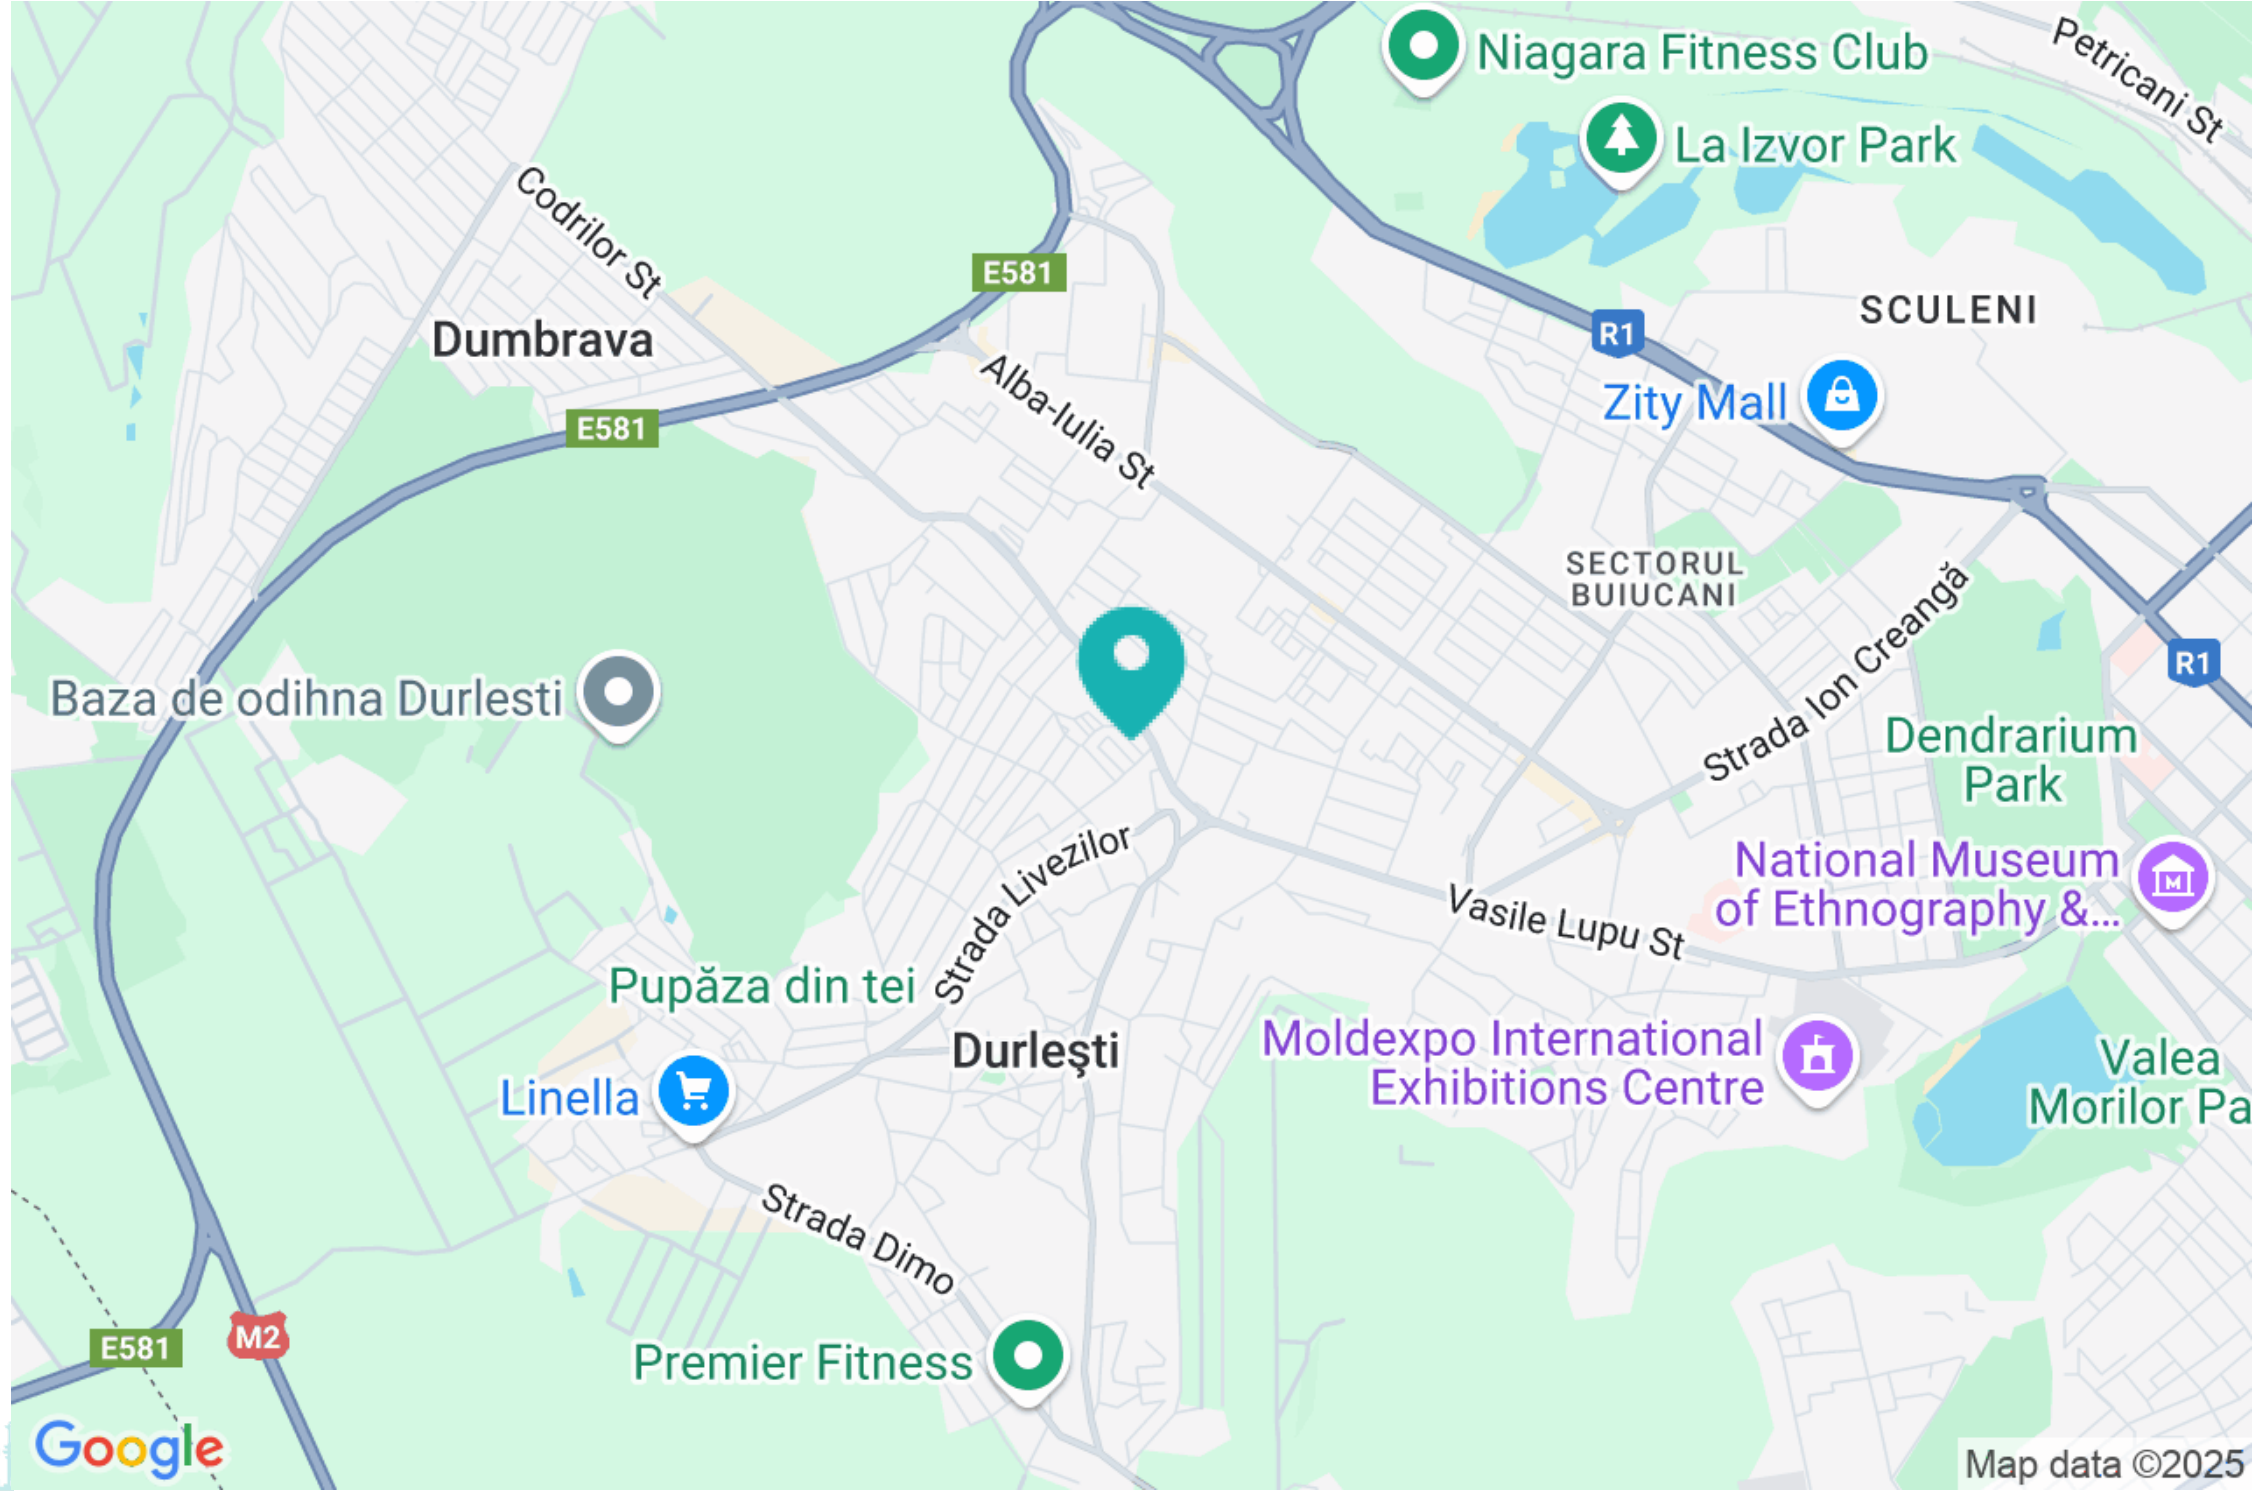 Niagara Fitness Club
Petricani St
La Izvor Park
Codrilor St
E581
SCULENI
R1
Dumbrava
Alba-Iulia St
Zity Mall
E581
SECTORUL
BUIUCANI
Strada Ion Creangă
R1
Baza de odihna Durlesti
Dendrarium
Park
Strada Livezilor
National Museum
of Ethnography &...
Vasile Lupu St
Pupăza din tei
Durleşti
Moldexpo International
Exhibitions Centre
Valea
Morilor Pa
Linella
Strada Dimo
E581
M2
Premier Fitness
Google
Map data ©2025